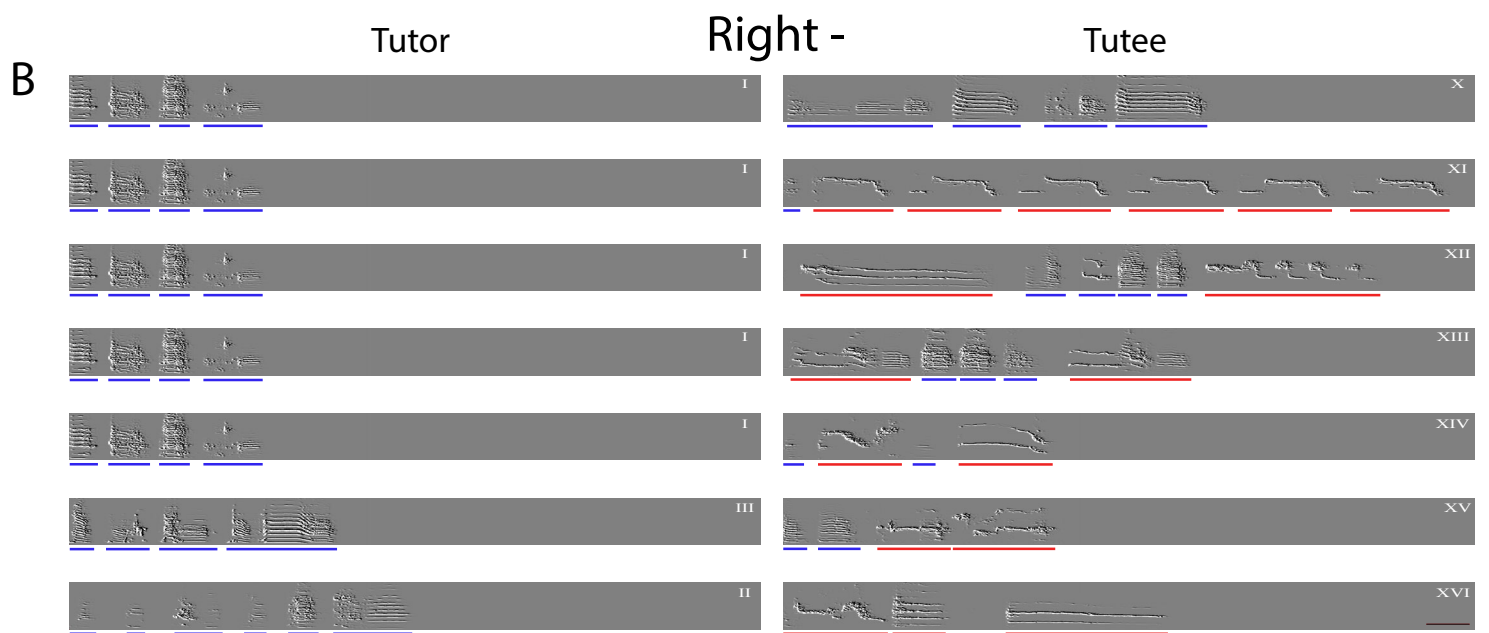 Tutor Right - Tutee
B
I X
I XI
I XII
I XIII
I XIV
III XV
II XVI